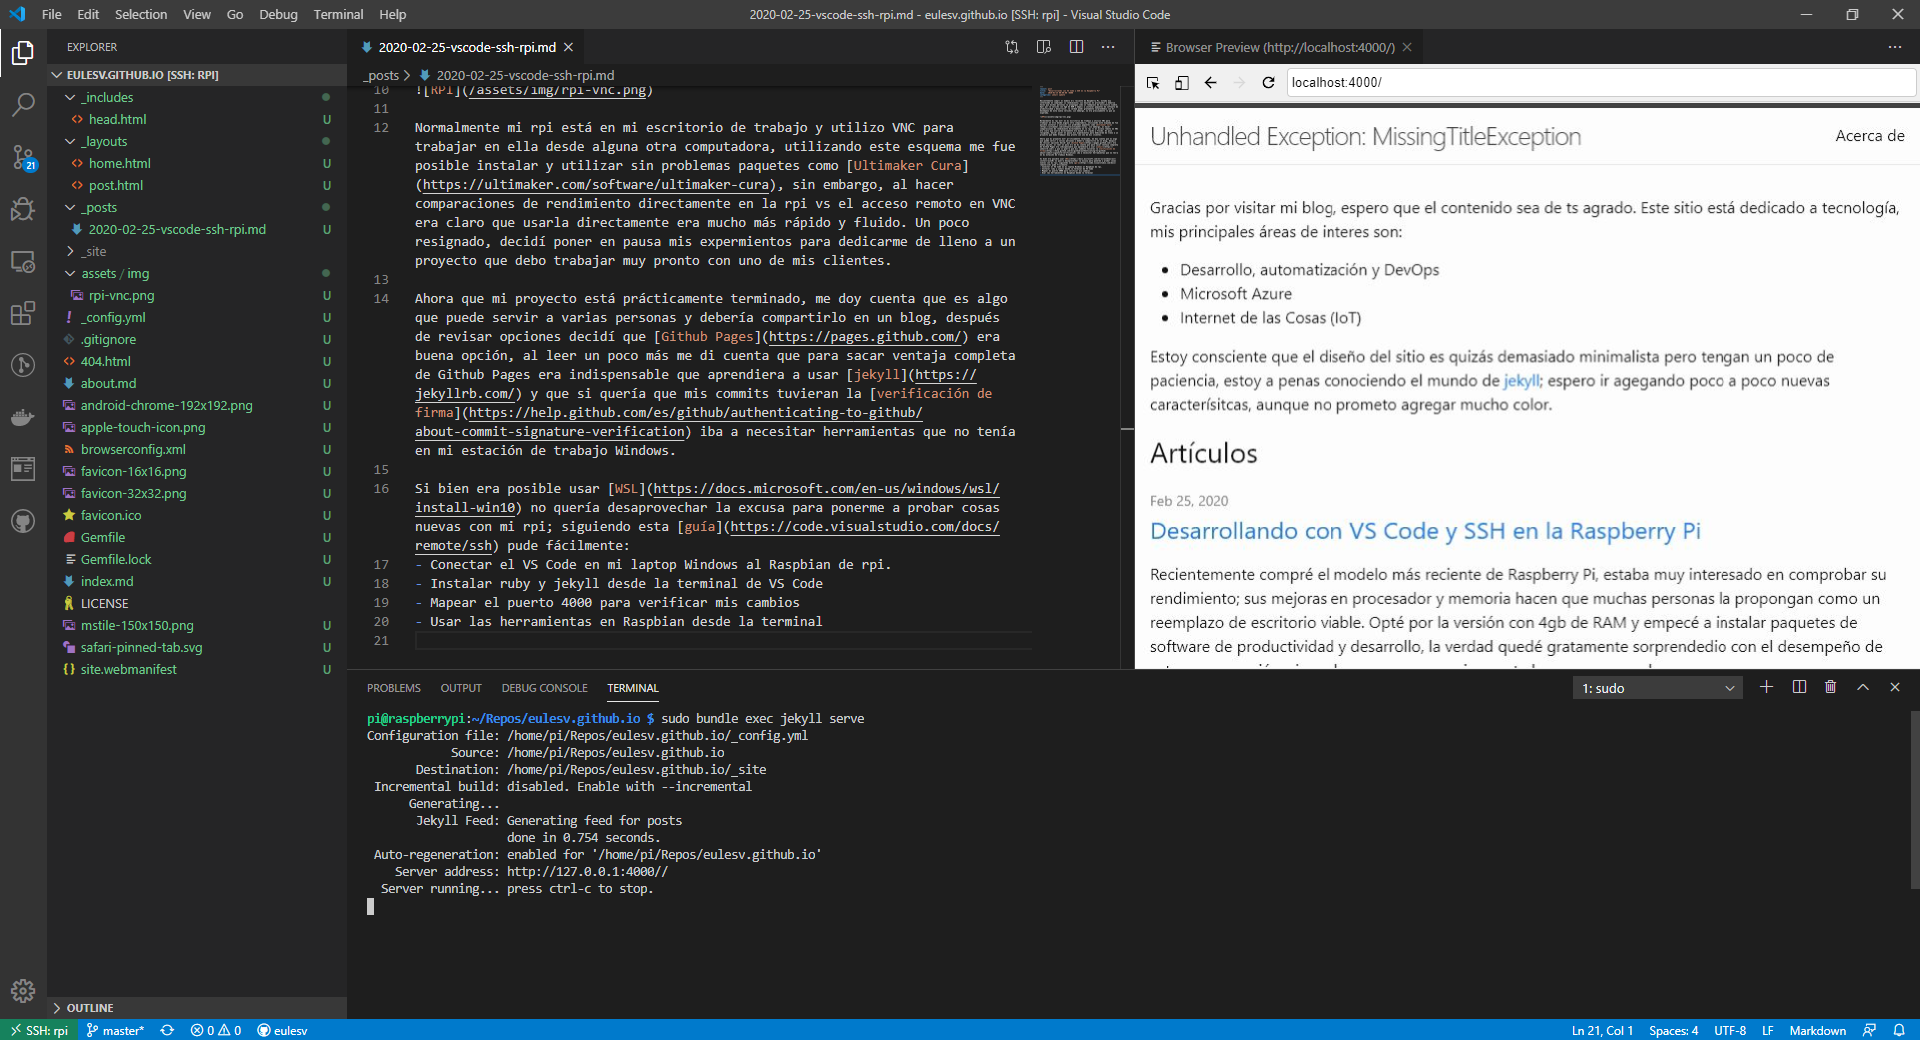 File Edit Selection View Go Debug Terminal Help
2020-02-25-vscode-ssh-rpi.md - eulesv.github.io [SSH: rpi] - Visual Studio Code
EXPLORER
EULESV.GITHUB.IO [SSH: RPI]
_includes
head.html U
_layouts
home.html U
post.html U
_posts
2020-02-25-vscode-ssh-rpi.md U
_site
assets / img
rpi-vnc.png U
_config.yml U
.gitignore U
404.html U
about.md U
android-chrome-192x192.png U
apple-touch-icon.png U
browserconfig.xml U
favicon-16x16.png U
favicon-32x32.png U
favicon.ico U
Gemfile U
Gemfile.lock U
index.md U
LICENSE
mstile-150x150.png U
safari-pinned-tab.svg U
site.webmanifest U
OUTLINE
21
2020-02-25-vscode-ssh-rpi.md
_posts > 2020-02-25-vscode-ssh-rpi.md
10 ![RPI](/assets/img/rpi-vnc.png)
11
12 Normalmente mi rpi está en mi escritorio de trabajo y utilizo VNC para
trabajar en ella desde alguna otra computadora, utilizando este esquema me fue
posible instalar y utilizar sin problemas paquetes como [Ultimaker Cura]
(https://ultimaker.com/software/ultimaker-cura), sin embargo, al hacer
comparaciones de rendimiento directamente en la rpi vs el acceso remoto en VNC
era claro que usarla directamente era mucho más rápido y fluido. Un poco
resignado, decidí poner en pausa mis expermientos para dedicarme de lleno a un
proyecto que debo trabajar muy pronto con uno de mis clientes.
13
14 Ahora que mi proyecto está prácticamente terminado, me doy cuenta que es algo
que puede servir a varias personas y debería compartirlo en un blog, después
de revisar opciones decidí que [Github Pages](https://pages.github.com/) era
buena opción, al leer un poco más me di cuenta que para sacar ventaja completa
de Github Pages era indispensable que aprendiera a usar [jekyll](https://
jekyllrb.com/) y que si quería que mis commits tuvieran la [verificación de
firma](https://help.github.com/es/github/authenticating-to-github/
about-commit-signature-verification) iba a necesitar herramientas que no tenía
en mi estación de trabajo Windows.
15
16 Si bien era posible usar [WSL](https://docs.microsoft.com/en-us/windows/wsl/
install-win10) no quería desaprovechar la excusa para ponerme a probar cosas
nuevas con mi rpi; siguiendo esta [guía](https://code.visualstudio.com/docs/
remote/ssh) pude fácilmente:
17 - Conectar el VS Code en mi laptop Windows al Raspbian de rpi.
18 - Instalar ruby y jekyll desde la terminal de VS Code
19 - Mapear el puerto 4000 para verificar mis cambios
20 - Usar las herramientas en Raspbian desde la terminal
21
Browser Preview (http://localhost:4000/)
localhost:4000/
Unhandled Exception: MissingTitleException
Acerca de
Gracias por visitar mi blog, espero que el contenido sea de ts agrado. Este sitio está dedicado a tecnología,
mis principales áreas de interes son:
• Desarrollo, automatización y DevOps
• Microsoft Azure
• Internet de las Cosas (IoT)
Estoy consciente que el diseño del sitio es quizás demasiado minimalista pero tengan un poco de
paciencia, estoy a penas conociendo el mundo de jekyll; espero ir agegando poco a poco nuevas
caracterísitcas, aunque no prometo agregar mucho color.
Artículos
Feb 25, 2020
Desarrollando con VS Code y SSH en la Raspberry Pi
Recientemente compré el modelo más reciente de Raspberry Pi, estaba muy interesado en comprobar su
rendimiento; sus mejoras en procesador y memoria hacen que muchas personas la propongan como un
reemplazo de escritorio viable. Opté por la versión con 4gb de RAM y empecé a instalar paquetes de
software de productividad y desarrollo, la verdad quedé gratamente sorprendedio con el desempeño de
PROBLEMS OUTPUT DEBUG CONSOLE TERMINAL
1: sudo
pi@raspberrypi:~/Repos/eulesv.github.io $ sudo bundle exec jekyll serve
Configuration file: /home/pi/Repos/eulesv.github.io/_config.yml
Source: /home/pi/Repos/eulesv.github.io
Destination: /home/pi/Repos/eulesv.github.io/_site
Incremental build: disabled. Enable with --incremental
Generating...
Jekyll Feed: Generating feed for posts
done in 0.754 seconds.
Auto-regeneration: enabled for '/home/pi/Repos/eulesv.github.io'
Server address: http://127.0.0.1:4000//
Server running... press ctrl-c to stop.
SSH: rpi master* 0 0 eulesv
Ln 21, Col 1 Spaces: 4 UTF-8 LF Markdown